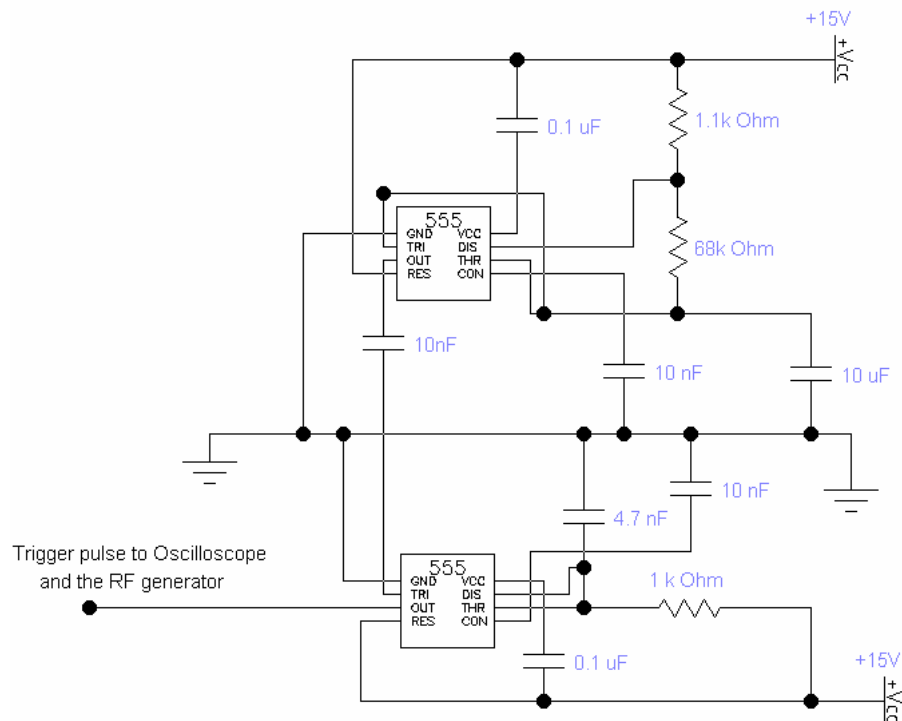 +15V
+Vcc
0.1 uF
1.1k Ohm
555
GND VCC
TRI DIS
OUT THR
RES CON
68k Ohm
10nF
10 nF
10 uF
10 nF
4.7 nF
Trigger pulse to Oscilloscope
and the RF generator
555
GND VCC
TRI DIS
OUT THR
RES CON
1 k Ohm
0.1 uF
+15V
+Vcc